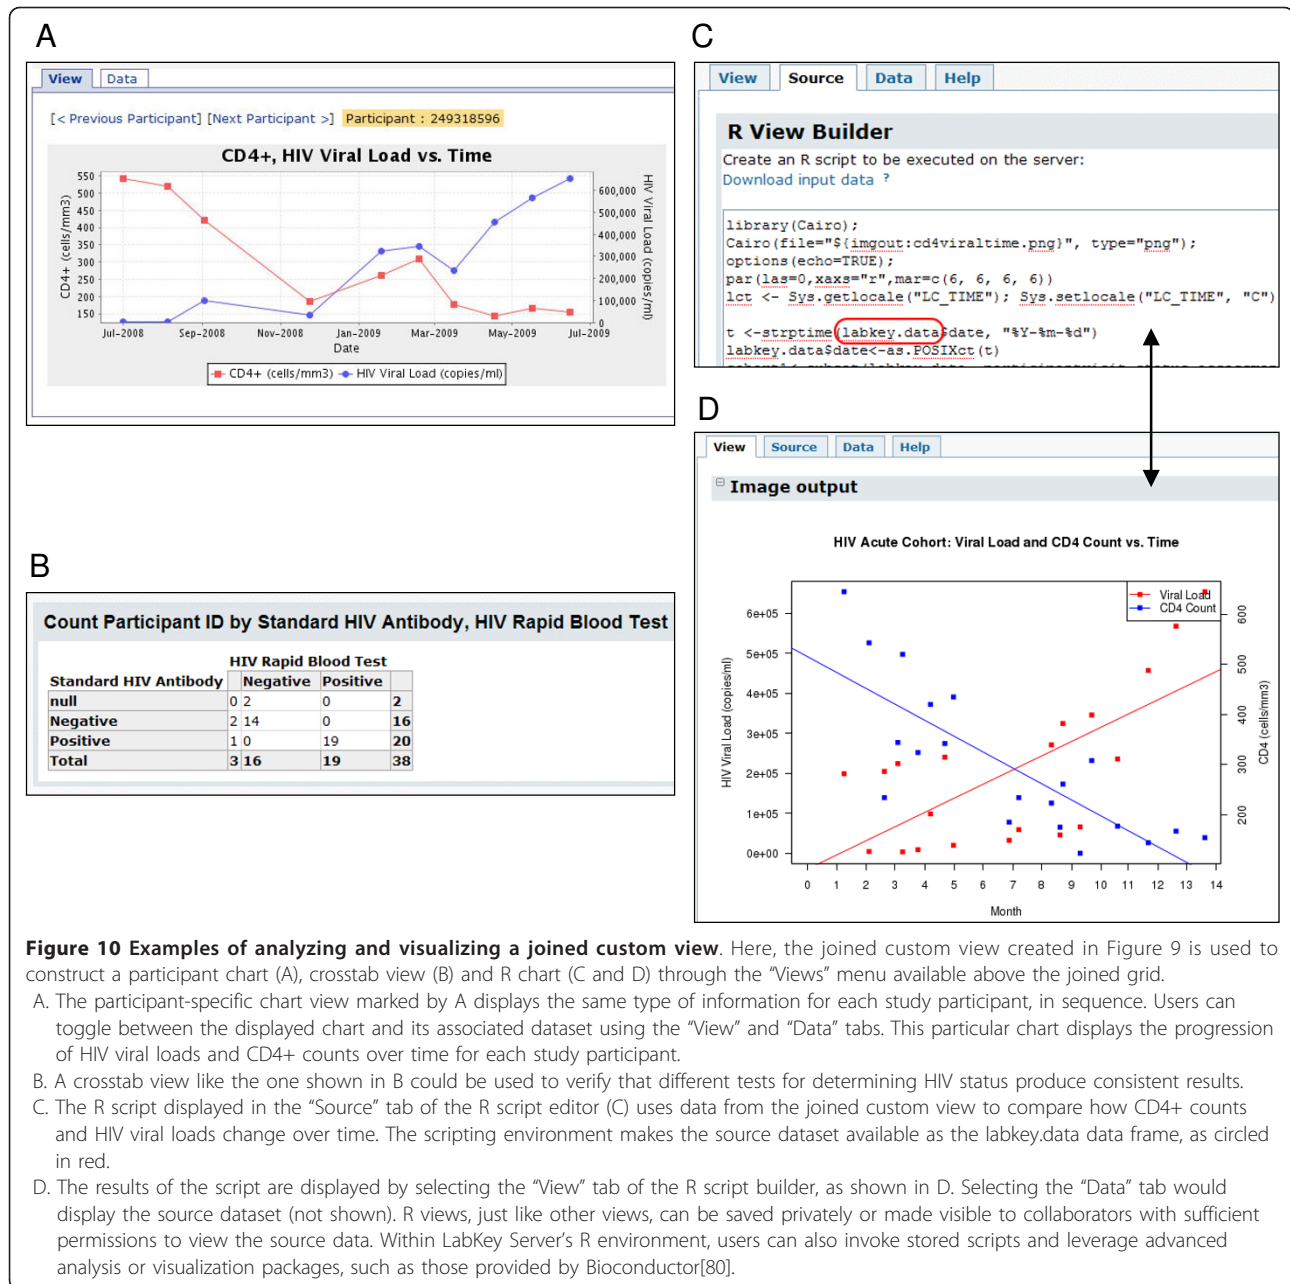 A
View Data
[< Previous Participant] [Next Participant >] Participant : 249318596
CD4+, HIV Viral Load vs. Time
CD4+ (cells/mm3)
550
500
450
400
350
300
250
200
150
HIV Viral Load (copies/ml)
600,000
500,000
400,000
300,000
200,000
100,000
0
Jul-2008 Sep-2008 Nov-2008 Jan-2009 Mar-2009 May-2009 Jul-2009
Date
CD4+ (cells/mm3) HIV Viral Load (copies/ml)
B
Count Participant ID by Standard HIV Antibody, HIV Rapid Blood Test
HIV Rapid Blood Test
Standard HIV Antibody Negative Positive
null 0 2 0 2
Negative 2 14 0 16
Positive 1 0 19 20
Total 3 16 19 38
C
View Source Data Help
R View Builder
Create an R script to be executed on the server:
Download input data ?
library(Cairo);
Cairo(file="${imgout:cd4viraltime.png}", type="png");
options(echo=TRUE);
par(las=0,xaxs="r",mar=c(6, 6, 6, 6))
lct <- Sys.getlocale("LC_TIME"); Sys.setlocale("LC_TIME", "C")
t <-strptime(labkey.data$date, "%Y-%m-%d")
labkey.data$date<-as.POSIXct(t)
D
View Source Data Help
Image output
HIV Acute Cohort: Viral Load and CD4 Count vs. Time
Viral Load
CD4 Count
HIV Viral Load (copies/ml)
6e+05
5e+05
4e+05
3e+05
2e+05
1e+05
0e+00
CD4 (cells/mm3)
600
500
400
300
200
0 1 2 3 4 5 6 7 8 9 10 11 12 13 14
Month
Figure 10 Examples of analyzing and visualizing a joined custom view. Here, the joined custom view created in Figure 9 is used to
construct a participant chart (A), crosstab view (B) and R chart (C and D) through the “Views” menu available above the joined grid.
A. The participant-specific chart view marked by A displays the same type of information for each study participant, in sequence. Users can
toggle between the displayed chart and its associated dataset using the “View” and “Data” tabs. This particular chart displays the progression
of HIV viral loads and CD4+ counts over time for each study participant.
B. A crosstab view like the one shown in B could be used to verify that different tests for determining HIV status produce consistent results.
C. The R script displayed in the “Source” tab of the R script editor (C) uses data from the joined custom view to compare how CD4+ counts
and HIV viral loads change over time. The scripting environment makes the source dataset available as the labkey.data data frame, as circled
in red.
D. The results of the script are displayed by selecting the “View” tab of the R script builder, as shown in D. Selecting the “Data” tab would
display the source dataset (not shown). R views, just like other views, can be saved privately or made visible to collaborators with sufficient
permissions to view the source data. Within LabKey Server’s R environment, users can also invoke stored scripts and leverage advanced
analysis or visualization packages, such as those provided by Bioconductor[80].